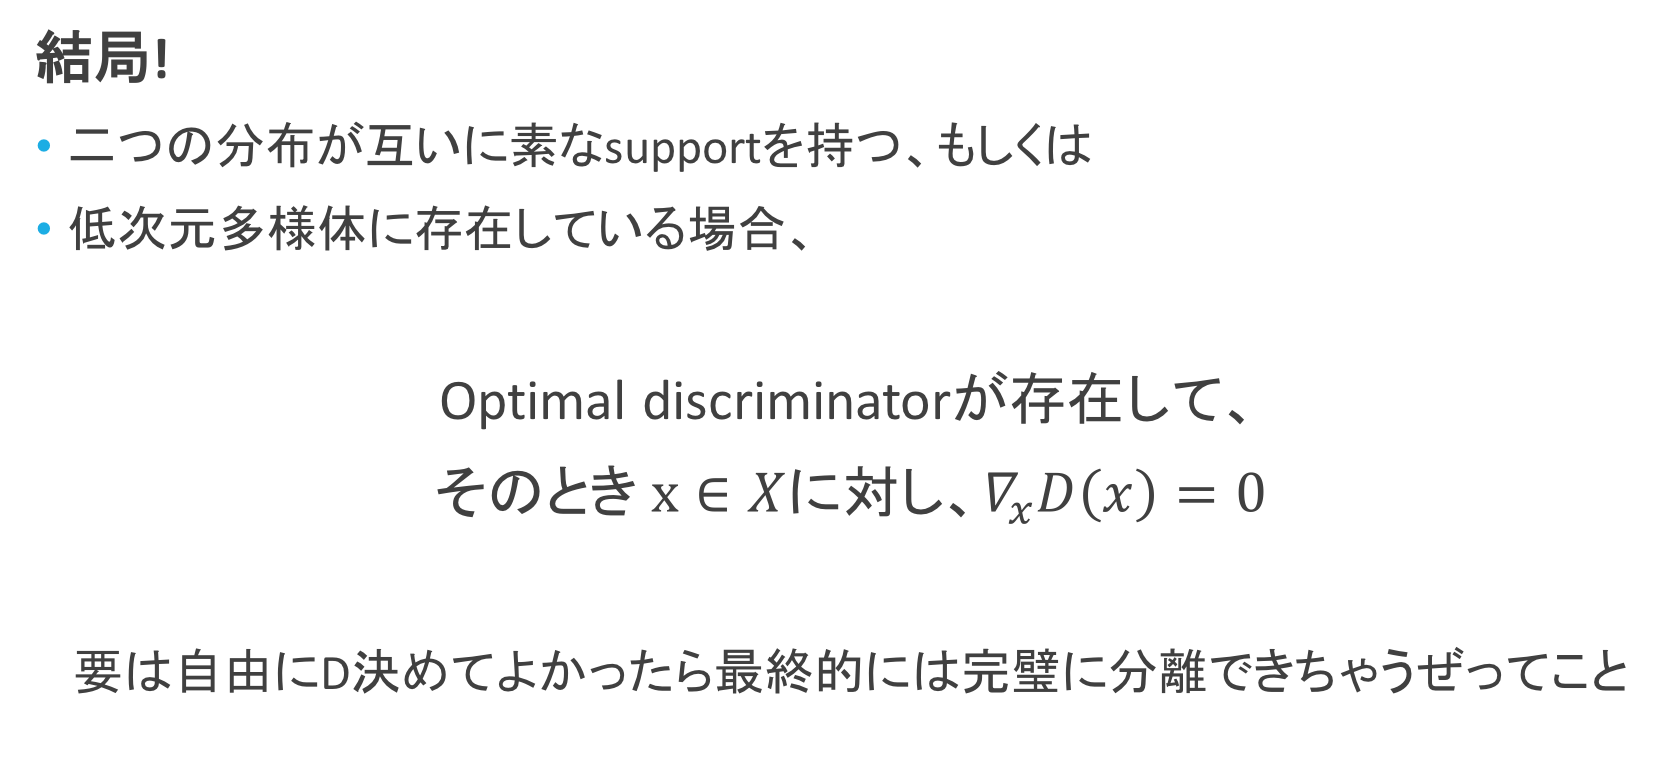 結局!
• 二つの分布が互いに素なsupportを持つ、もしくは
• 低次元多様体に存在している場合、
Optimal discriminatorが存在して、
そのとき x ∈ Xに対し、∇ₓD(x) = 0
要は自由にD決めてよかったら最終的には完璧に分離できちゃうぜってこと